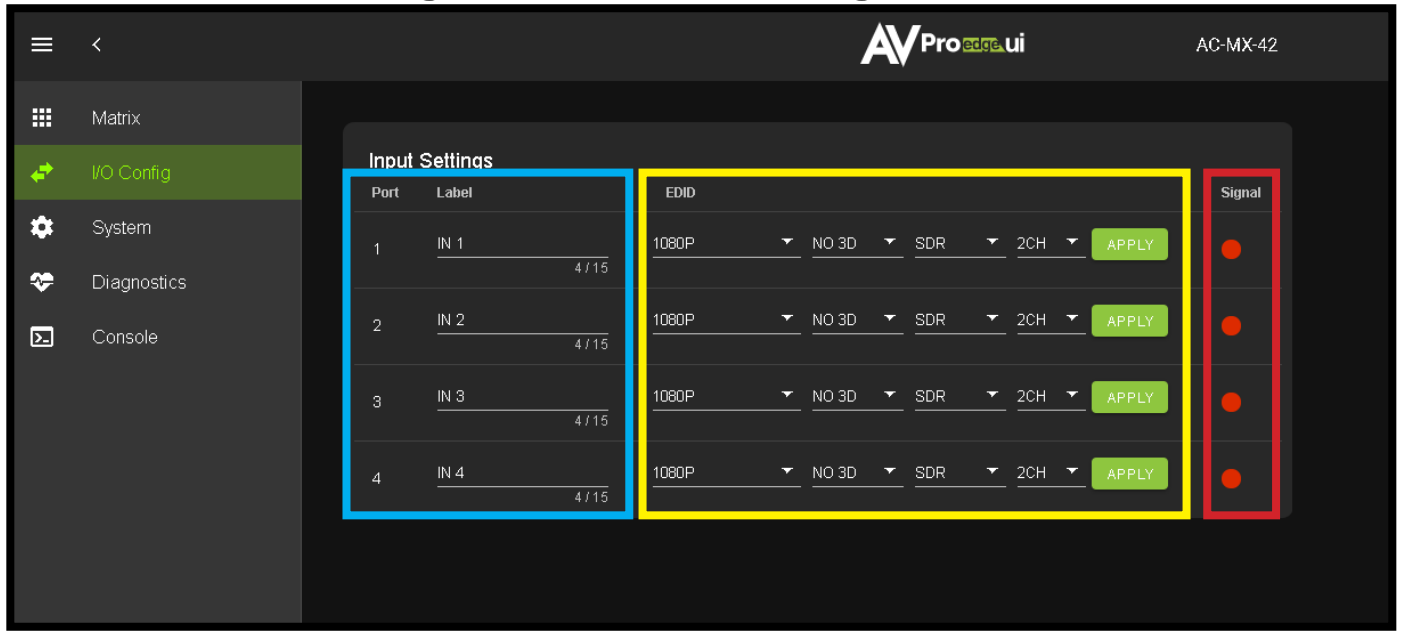 AVPro edge.ui AC-MX-42
Matrix
I/O Config
System
Diagnostics
Console
Input Settings
Port Label EDID Signal
1 IN 1 1080P NO 3D SDR 2CH APPLY
4 / 15
2 IN 2 1080P NO 3D SDR 2CH APPLY
4 / 15
3 IN 3 1080P NO 3D SDR 2CH APPLY
4 / 15
4 IN 4 1080P NO 3D SDR 2CH APPLY
4 / 15